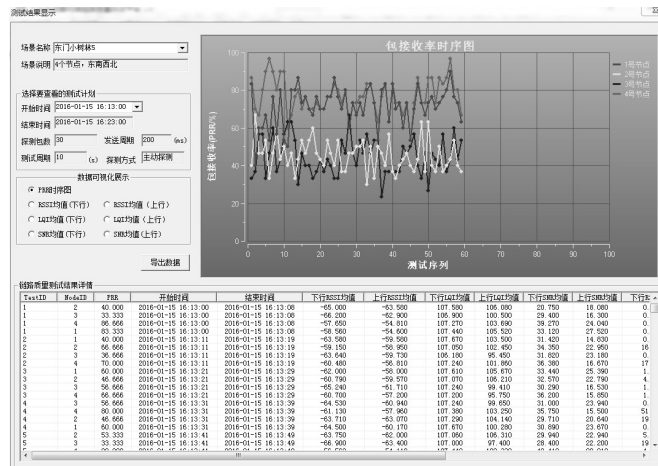 测试结果显示
场景名称 东门小树林S
场景说明 4个节点，东南西北
选择要查看的测试计划
开始时间 2016-01-15 16:13:00
结束时间 2016-01-15 16:23:00
探测包数 30 发送周期 200 (ms)
测试周期 10 (s) 探测方式 主动探测
数据可视化展示
PRR时序图
RSSI均值(下行) RSSI均值 (上行)
LQI均值(下行) LQI均值 (上行)
SNR均值(下行) SNR均值(上行)
导出数据
包接收率时序图
包接收率(PRR/%)
100
80
60
40
20
0
0 10 20 30 40 50 60 70 80 90 100
测试序列
1号节点
2号节点
3号节点
4号节点
链路质量测试结果详情
TestID NodeID PRR 开始时间 结束时间 下行RSSI均值 上行RSSI均值 下行LQI均值 上行LQI均值 下行SNR均值 上行SNR均值
1 2 40.000 2016-01-15 16:13:00 2016-01-15 16:13:08 -65.000 -63.580 107.580 106.080 20.750 18.080 0.
1 3 33.333 2016-01-15 16:13:00 2016-01-15 16:13:08 -66.200 -62.900 106.900 100.500 29.400 16.300 0.
1 4 86.666 2016-01-15 16:13:00 2016-01-15 16:13:08 -57.650 -54.810 107.270 103.690 39.270 24.040 0.
1 1 83.333 2016-01-15 16:13:00 2016-01-15 16:13:08 -58.560 -54.600 107.440 105.520 33.120 27.520 0.
2 1 40.000 2016-01-15 16:13:11 2016-01-15 16:13:19 -63.580 -59.580 107.670 103.500 31.420 14.830 0.
2 2 66.666 2016-01-15 16:13:11 2016-01-15 16:13:19 -59.150 -58.950 107.050 102.450 34.350 22.950 16
2 3 36.666 2016-01-15 16:13:11 2016-01-15 16:13:19 -63.640 -59.730 106.180 95.450 31.820 23.180 0.
2 4 70.000 2016-01-15 16:13:11 2016-01-15 16:13:19 -60.480 -56.810 107.240 101.860 36.380 16.670 17
3 1 60.000 2016-01-15 16:13:21 2016-01-15 16:13:29 -62.000 -58.000 107.610 105.670 33.440 25.390 1.
3 2 46.666 2016-01-15 16:13:21 2016-01-15 16:13:29 -60.790 -59.570 107.070 106.210 32.570 22.790 4.
3 3 56.666 2016-01-15 16:13:21 2016-01-15 16:13:29 -65.240 -61.710 107.240 99.410 30.290 16.530 1.
3 4 66.666 2016-01-15 16:13:21 2016-01-15 16:13:29 -60.700 -57.200 107.200 95.750 36.200 15.850 1.
4 3 56.666 2016-01-15 16:13:31 2016-01-15 16:13:39 -64.530 -60.940 107.240 99.650 31.000 23.940 1.
4 4 80.000 2016-01-15 16:13:31 2016-01-15 16:13:39 -61.130 -57.960 107.380 103.250 35.750 15.500 51
4 2 46.666 2016-01-15 16:13:31 2016-01-15 16:13:39 -63.710 -63.070 107.290 104.140 29.710 20.640 19
4 1 60.000 2016-01-15 16:13:31 2016-01-15 16:13:39 -64.500 -60.170 107.670 100.280 30.890 23.670 0.
5 2 53.333 2016-01-15 16:13:41 2016-01-15 16:13:49 -63.750 -62.000 107.060 106.310 29.940 22.940 5.
5 3 33.333 2016-01-15 16:13:41 2016-01-15 16:13:49 -66.900 -63.400 107.000 97.400 28.400 22.200 19